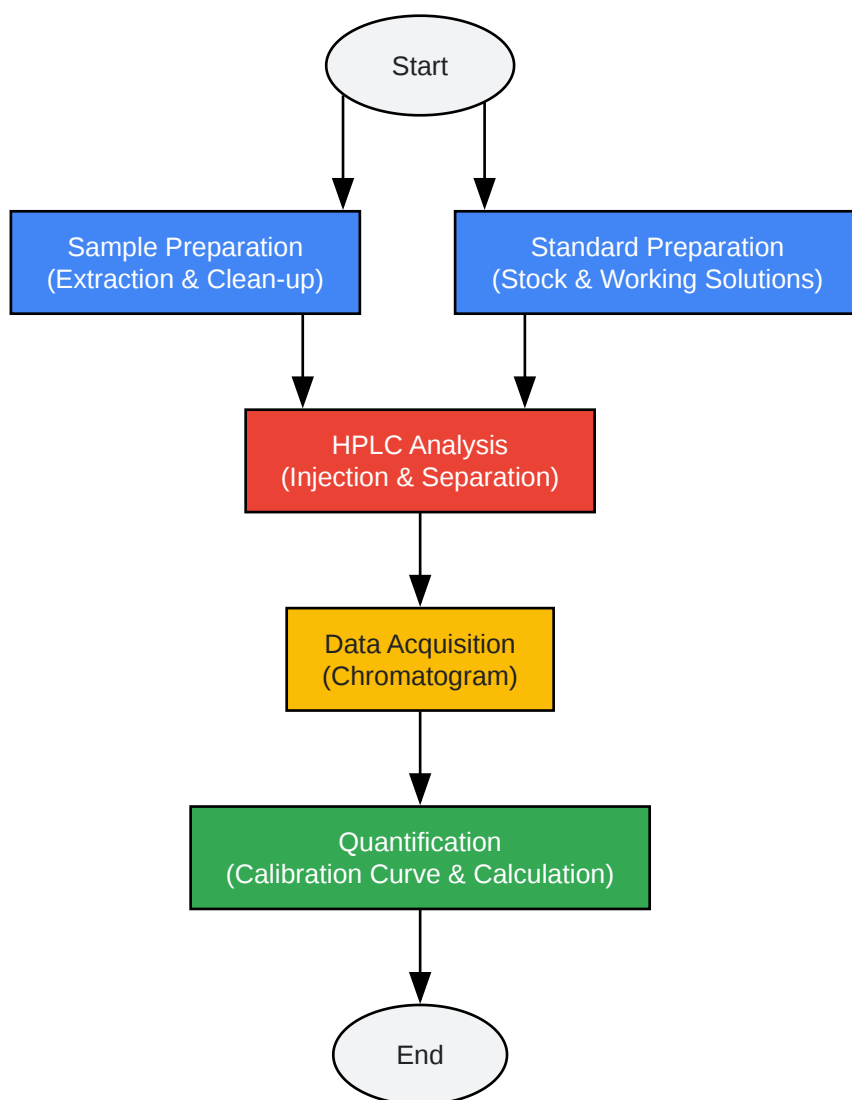 Start
Sample Preparation
(Extraction & Clean-up)
Standard Preparation
(Stock & Working Solutions)
HPLC Analysis
(Injection & Separation)
Data Acquisition
(Chromatogram)
Quantification
(Calibration Curve & Calculation)
End